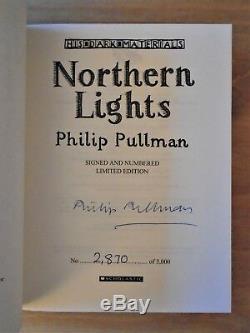 HIS DARK MATERIALS
Northern
Lights
Philip Pullman
SIGNED AND NUMBERED
LIMITED EDITION
Philip Pullman
No 2,870 of 3,000
SCHOLASTIC